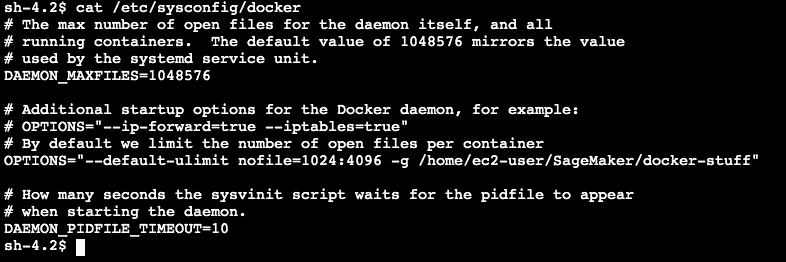 sh-4.2$ cat /etc/sysconfig/docker
# The max number of open files for the daemon itself, and all
# running containers.  The default value of 1048576 mirrors the value
# used by the systemd service unit.
DAEMON_MAXFILES=1048576

# Additional startup options for the Docker daemon, for example:
# OPTIONS="--ip-forward=true --iptables=true"
# By default we limit the number of open files per container
OPTIONS="--default-ulimit nofile=1024:4096 -g /home/ec2-user/SageMaker/docker-stuff"

# How many seconds the sysvinit script waits for the pidfile to appear
# when starting the daemon.
DAEMON_PIDFILE_TIMEOUT=10
sh-4.2$